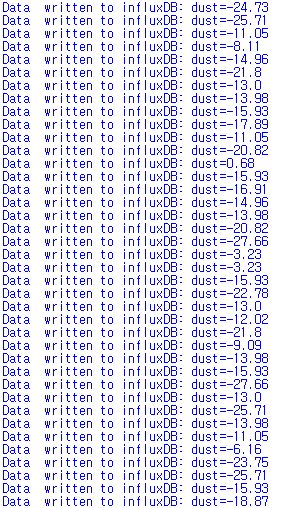 Data  written to influxDB: dust=-24.73
Data  written to influxDB: dust=-25.71
Data  written to influxDB: dust=-11.05
Data  written to influxDB: dust=-8.11
Data  written to influxDB: dust=-14.96
Data  written to influxDB: dust=-21.8
Data  written to influxDB: dust=-13.0
Data  written to influxDB: dust=-13.98
Data  written to influxDB: dust=-15.93
Data  written to influxDB: dust=-17.89
Data  written to influxDB: dust=-11.05
Data  written to influxDB: dust=-20.82
Data  written to influxDB: dust=0.68
Data  written to influxDB: dust=-15.93
Data  written to influxDB: dust=-16.91
Data  written to influxDB: dust=-14.96
Data  written to influxDB: dust=-13.98
Data  written to influxDB: dust=-20.82
Data  written to influxDB: dust=-27.66
Data  written to influxDB: dust=-3.23
Data  written to influxDB: dust=-3.23
Data  written to influxDB: dust=-15.93
Data  written to influxDB: dust=-22.78
Data  written to influxDB: dust=-13.0
Data  written to influxDB: dust=-12.02
Data  written to influxDB: dust=-21.8
Data  written to influxDB: dust=-9.09
Data  written to influxDB: dust=-13.98
Data  written to influxDB: dust=-15.93
Data  written to influxDB: dust=-27.66
Data  written to influxDB: dust=-13.0
Data  written to influxDB: dust=-25.71
Data  written to influxDB: dust=-13.98
Data  written to influxDB: dust=-11.05
Data  written to influxDB: dust=-6.16
Data  written to influxDB: dust=-23.75
Data  written to influxDB: dust=-25.71
Data  written to influxDB: dust=-15.93
Data  written to influxDB: dust=-18.87